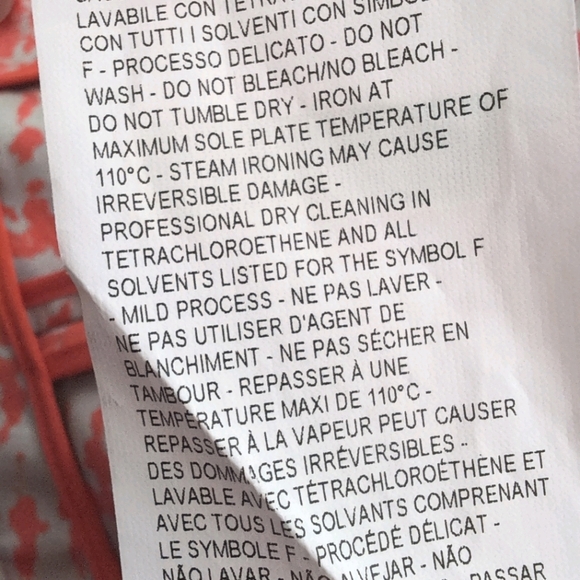 LAVABILE CON
CON TUTTI I SOLVENTI CON
F - PROCESSO DELICATO - DO NOT
WASH - DO NOT BLEACH/NO BLEACH -
DO NOT TUMBLE DRY - IRON AT
MAXIMUM SOLE PLATE TEMPERATURE OF
110°C - STEAM IRONING MAY CAUSE
IRREVERSIBLE DAMAGE -
PROFESSIONAL DRY CLEANING IN
TETRACHLOROETHENE AND ALL
SOLVENTS LISTED FOR THE SYMBOL F
- MILD PROCESS - NE PAS LAVER -
NE PAS UTILISER D'AGENT DE
BLANCHIMENT - NE PAS SÉCHER EN
TAMBOUR - REPASSER À UNE
TEMPÉRATURE MAXI DE 110°C -
REPASSER À LA VAPEUR PEUT CAUSER
DES DOMMAGES IRRÉVERSIBLES -
LAVABLE AVEC TÉTRACHLOROÉTHÈNE ET
AVEC TOUS LES SOLVANTS COMPRENANT
LE SYMBOLE F - PROCÉDÉ DÉLICAT -
NÃO LAVAR - NÃO ALVEJAR - NÃO
PASSAR